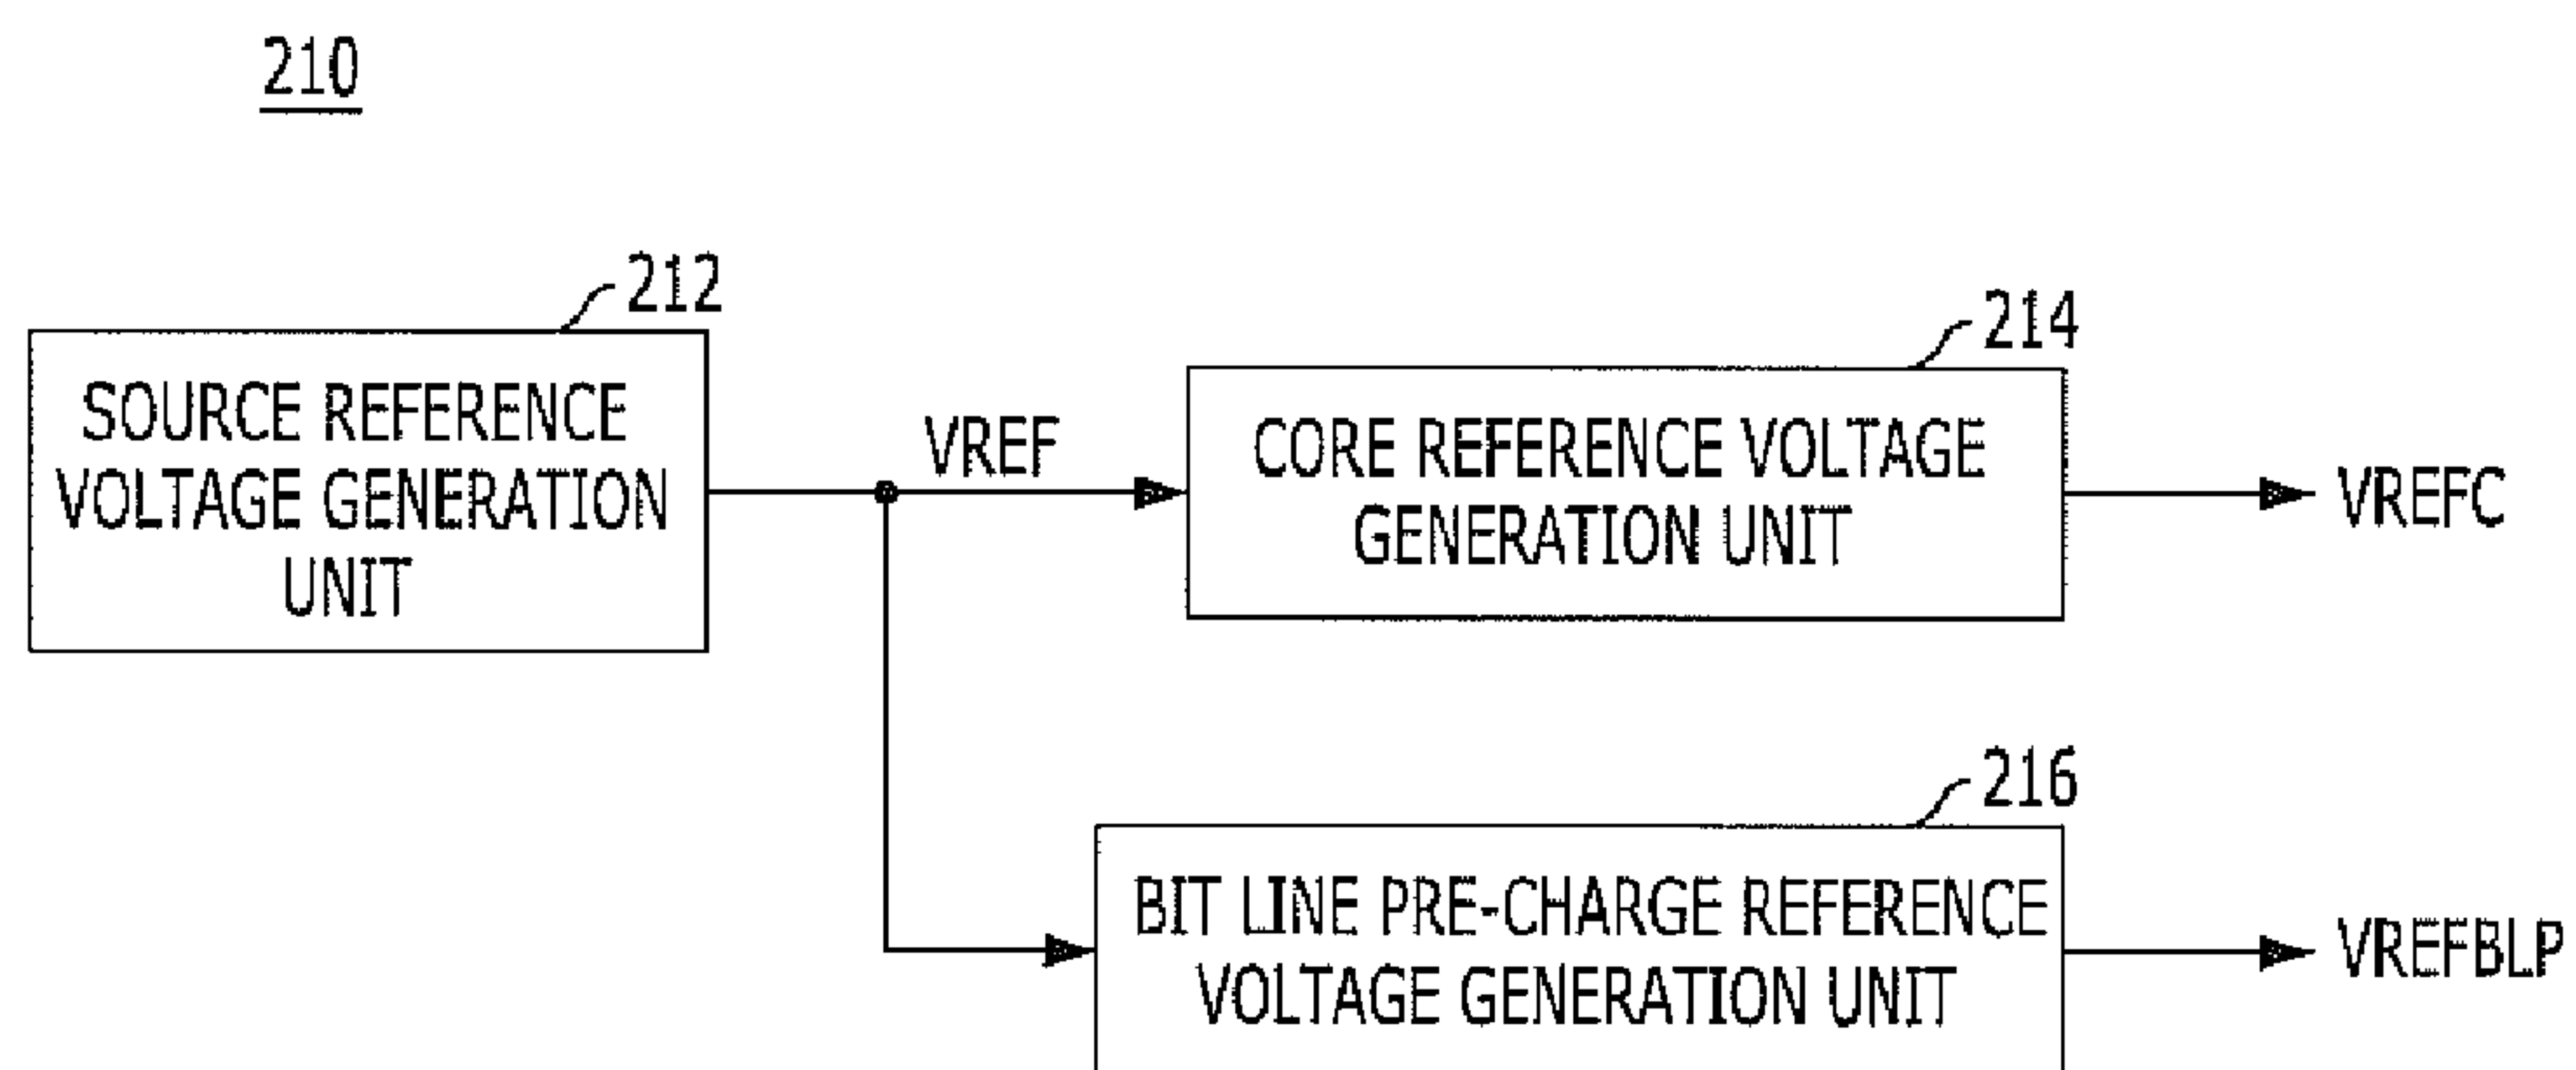 210
212
SOURCE REFERENCE
VOLTAGE GENERATION
UNIT
VREF
214
CORE REFERENCE VOLTAGE
GENERATION UNIT
VREFC
216
BIT LINE PRE-CHARGE REFERENCE
VOLTAGE GENERATION UNIT
VREFBLP